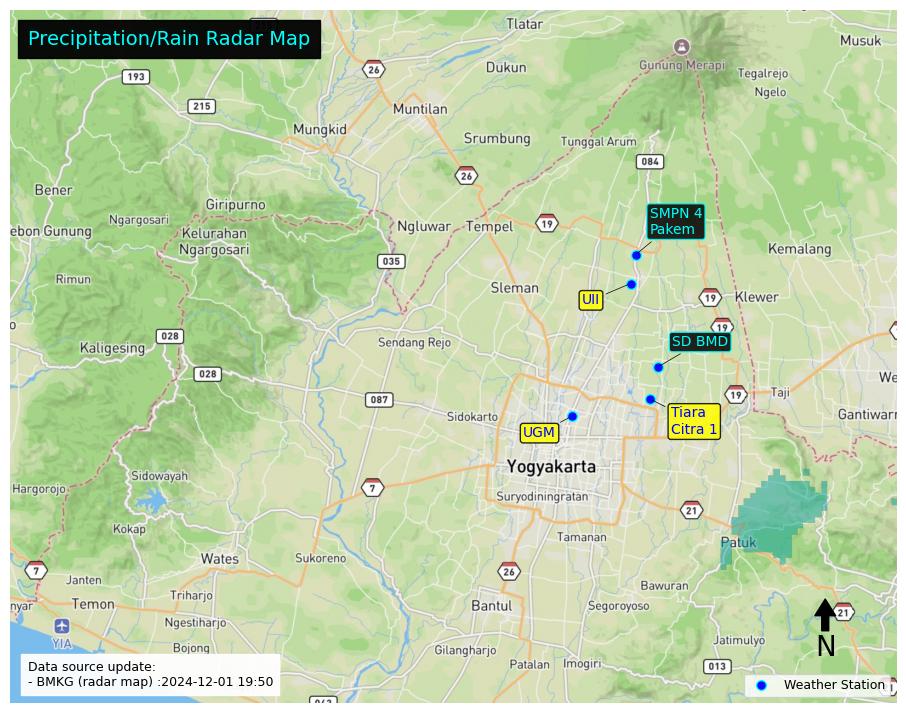 Precipitation/Rain Radar Map
Tlatar
Musuk
26
Dukun
Gunung Merapi
Tegalrejo
Ngelo
193
215
Muntilan
Mungkid
Srumbung
Tunggal Arum
084
26
Bener
Giripurno
Ngargosari
Kelurahan
Ngargosari
ebon Gunung
Ngluwar
Tempel
19
SMPN 4
Pakem
Kemalang
035
Rimun
Sleman
UII
19
Klewer
19
028
Kaligesing
Sendang Rejo
SD BMD
028
087
19
Taji
We
Gantiwarn
Sidokarto
UGM
Tiara
Citra 1
Yogyakarta
Sidowayah
Hargorojo
7
Suryodiningratan
21
Kokap
Tamanan
Patuk
Wates
Sukoreno
7
Janten
26
Bawuran
Temon
Triharjo
Bantul
Segoroyoso
21
nyar
Ngestiharjo
YIA
N
Bojong
Gilangharjo
Jatimulyo
Patalan
Imogiri
013
Data source update:
- BMKG (radar map) :2024-12-01 19:50
Weather Station